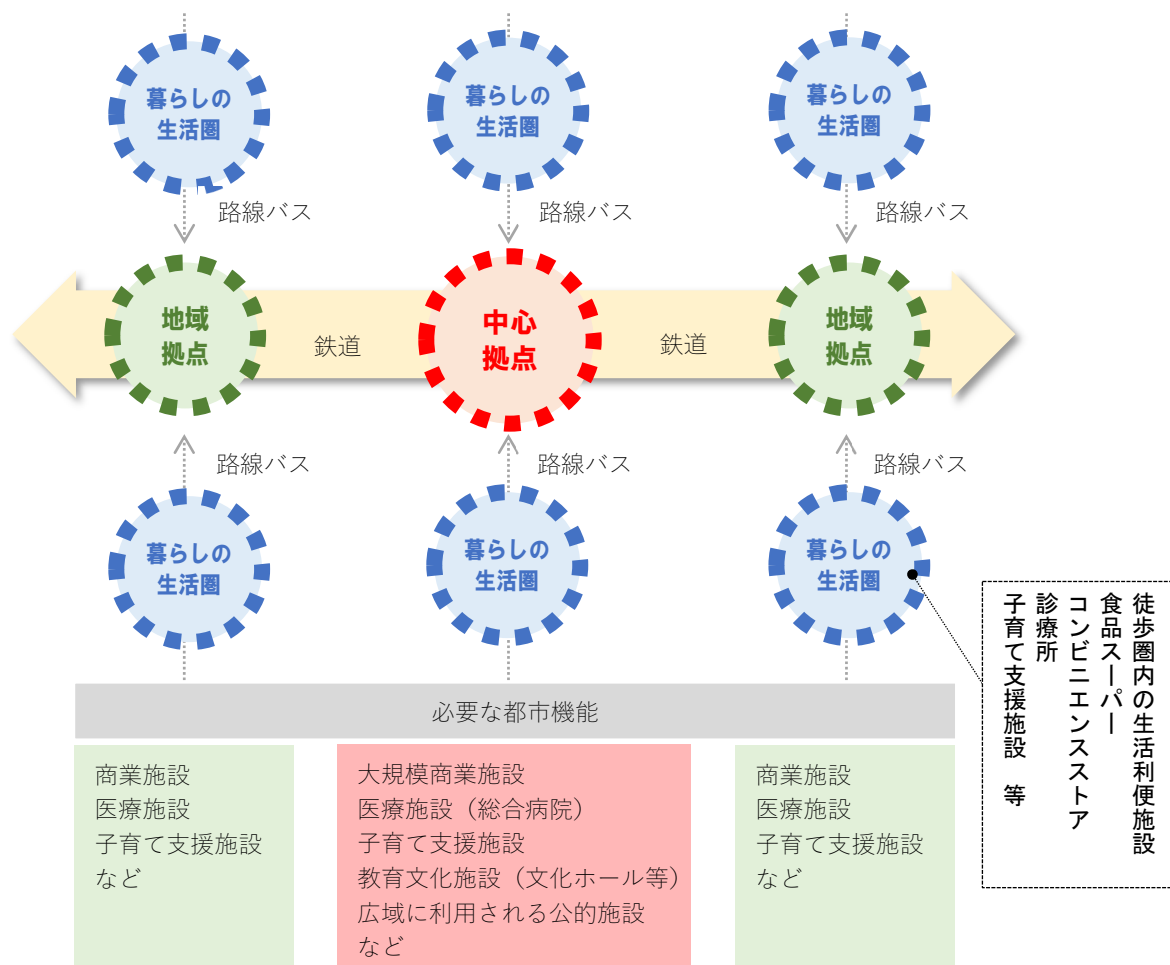 暮らしの
生活圏
暮らしの
生活圏
暮らしの
生活圏
路線バス
路線バス
路線バス
地域
拠点
鉄道
中心
拠点
鉄道
地域
拠点
路線バス
路線バス
路線バス
暮らしの
生活圏
暮らしの
生活圏
暮らしの
生活圏
徒歩圏内の生活利便施設
食品スーパー
コンビニエンスストア
診療所
子育て支援施設　等
必要な都市機能
商業施設
医療施設
子育て支援施設
など
大規模商業施設
医療施設（総合病院）
子育て支援施設
教育文化施設（文化ホール等）
広域に利用される公的施設
など
商業施設
医療施設
子育て支援施設
など